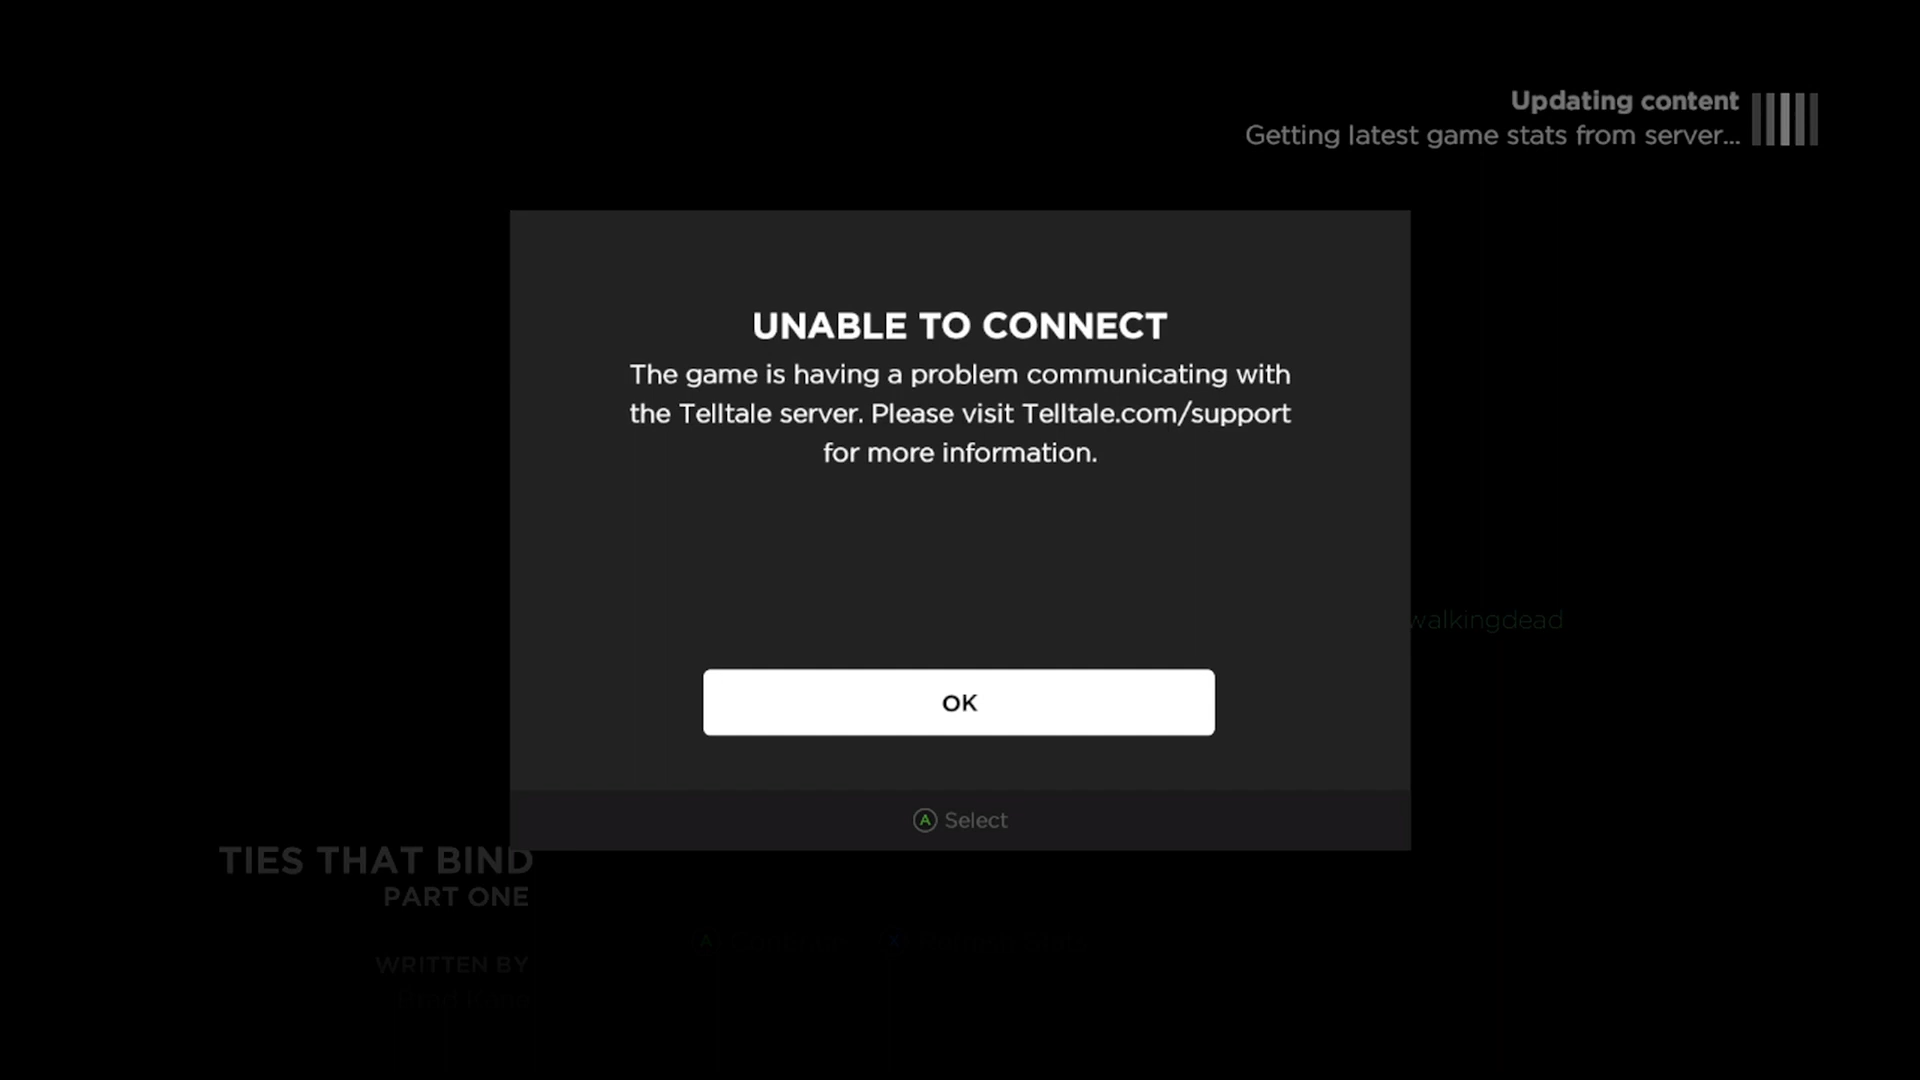 Updating content
Getting latest game stats from server...
UNABLE TO CONNECT
The game is having a problem communicating with
the Telltale server. Please visit Telltale.com/support
for more information.
walkingdead
OK
A Select
TIES THAT BIND
PART ONE
A
X
WRITTEN BY